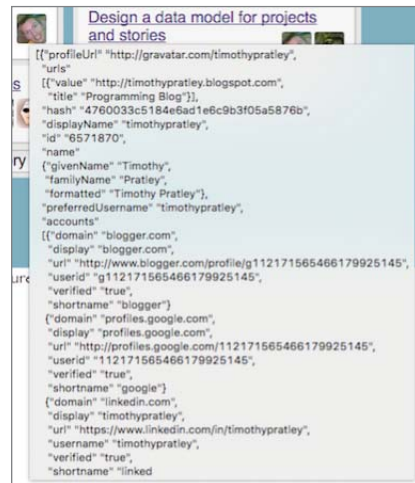 Design a data model for projects
and stories
[{"profileUrl" "http://gravatar.com/timothypratley",
"urls"
[{"value" "http://timothypratley.blogspot.com",
"title" "Programming Blog"}],
"hash" "4760033c5184e6ad1e6c9b3f05a5876b",
"displayName" "timothypratley",
"id" "6571870",
"name"
{"givenName" "Timothy",
"familyName" "Pratley",
"formatted" "Timothy Pratley"},
"preferredUsername" "timothypratley",
"accounts"
[{"domain" "blogger.com",
"display" "blogger.com",
"url" "http://www.blogger.com/profile/g112171565466179925145",
"userid" "g112171565466179925145",
"verified" "true",
"shortname" "blogger"}
{"domain" "profiles.google.com",
"display" "profiles.google.com",
"url" "http://profiles.google.com/112171565466179925145",
"userid" "112171565466179925145",
"verified" "true",
"shortname" "google"}
{"domain" "linkedin.com",
"display" "timothypratley",
"url" "https://www.linkedin.com/in/timothypratley",
"username" "timothypratley",
"verified" "true",
"shortname" "linked